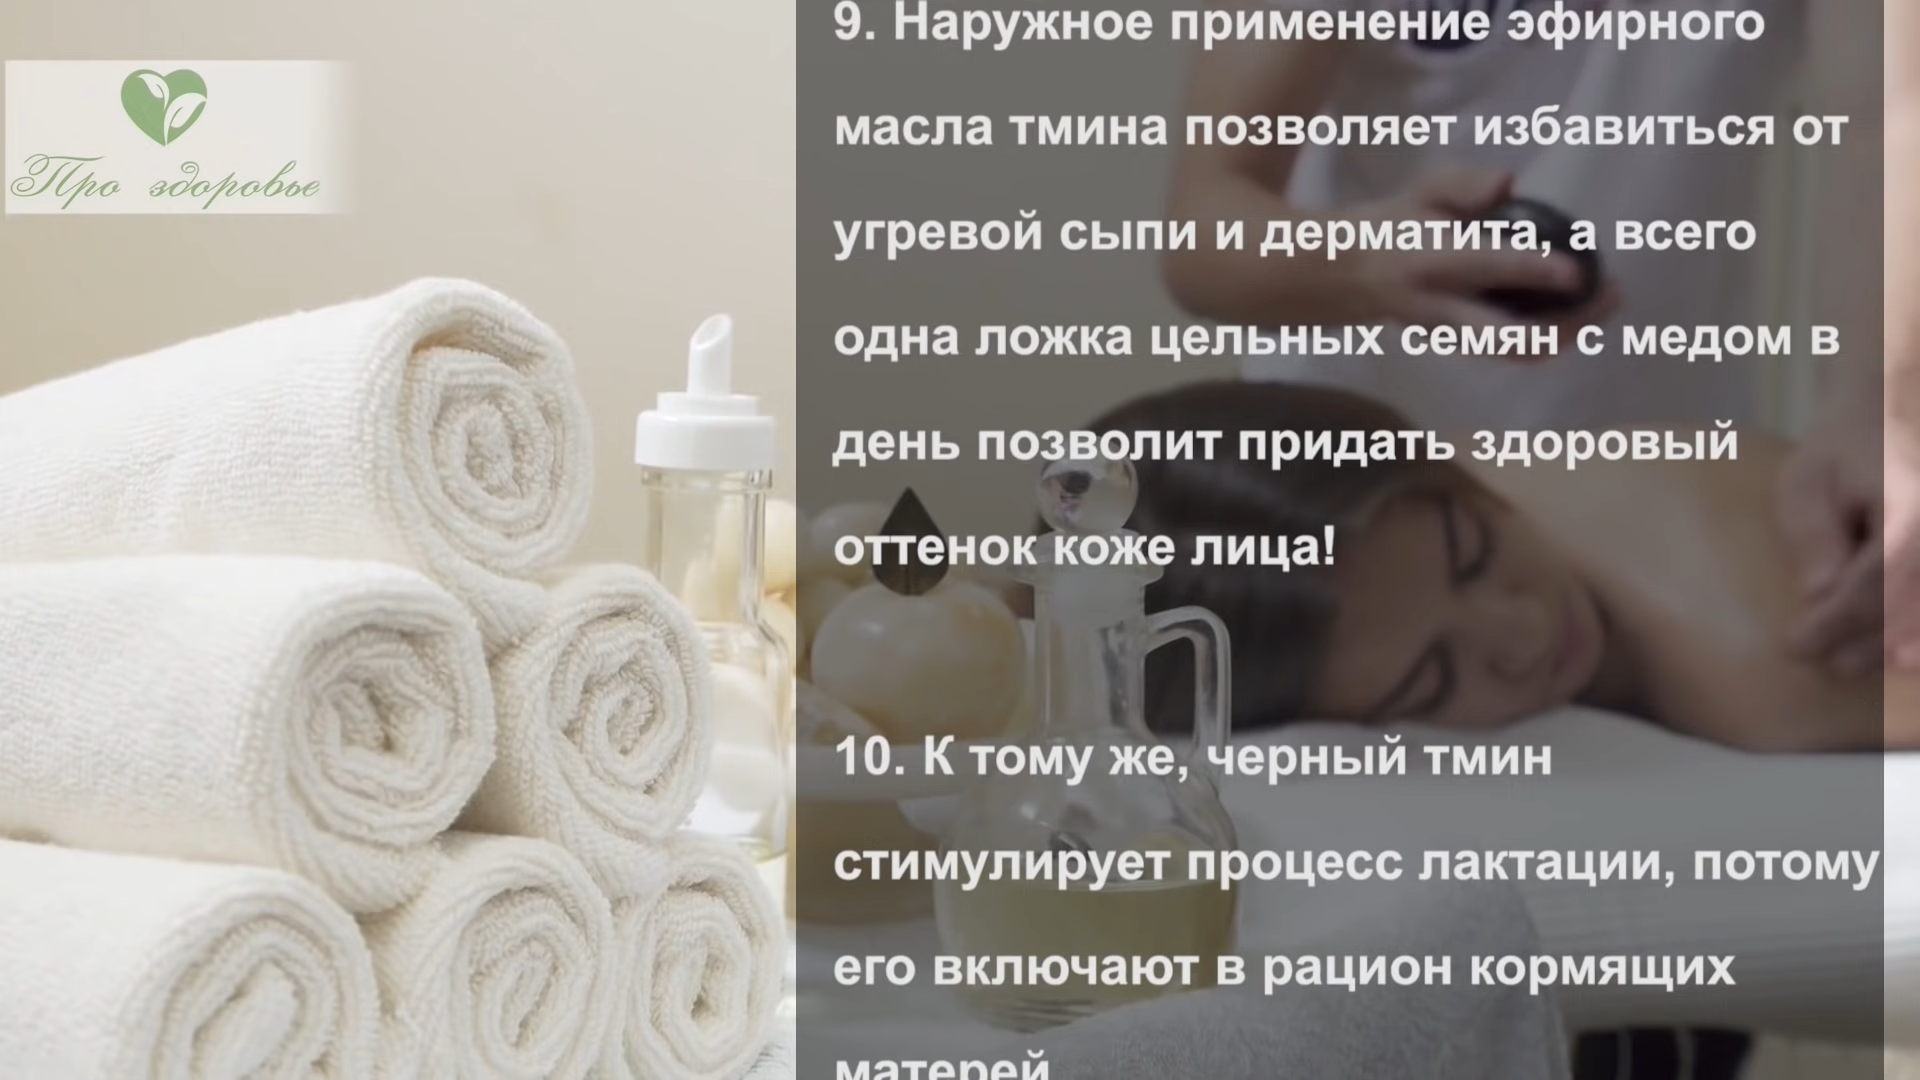 Про здоровье
9. Наружное применение эфирного
масла тмина позволяет избавиться от
угревой сыпи и дерматита, а всего
одна ложка цельных семян с медом в
день позволит придать здоровый
оттенок коже лица!
10. К тому же, черный тмин
стимулирует процесс лактации, потому
его включают в рацион кормящих
матерей